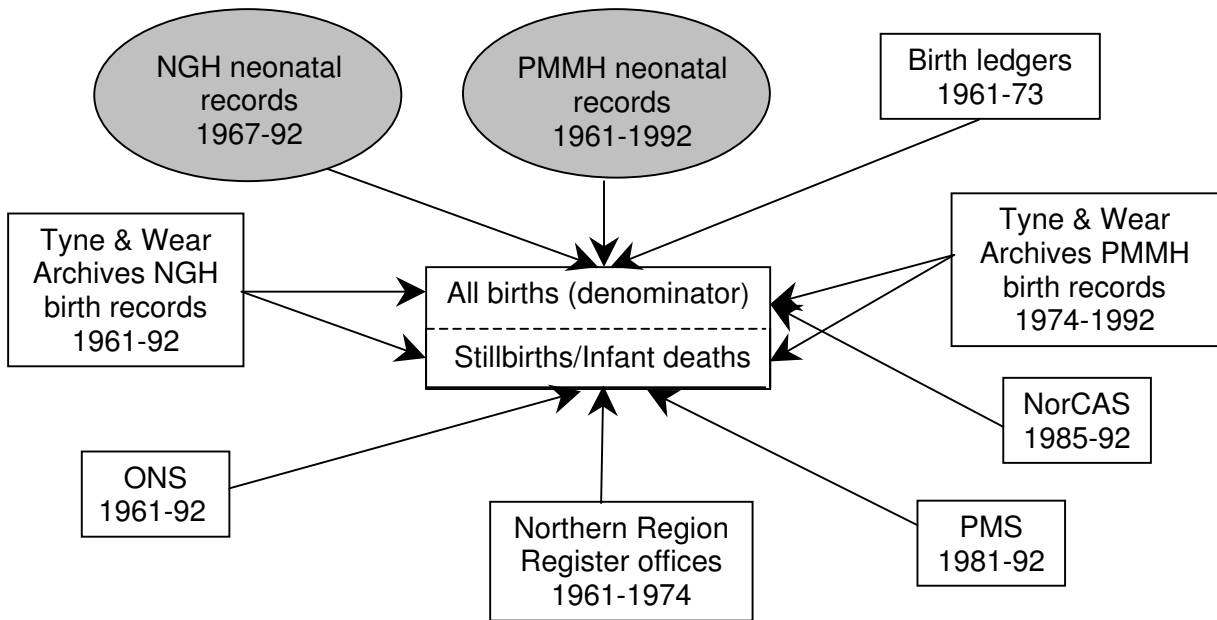 NGH neonatal
records
1967-92
PMMH neonatal
records
1961-1992
Birth ledgers
1961-73
Tyne & Wear
Archives NGH
birth records
1961-92
All births (denominator)
Stillbirths/Infant deaths
Tyne & Wear
Archives PMMH
birth records
1974-1992
NorCAS
1985-92
ONS
1961-92
Northern Region
Register offices
1961-1974
PMS
1981-92